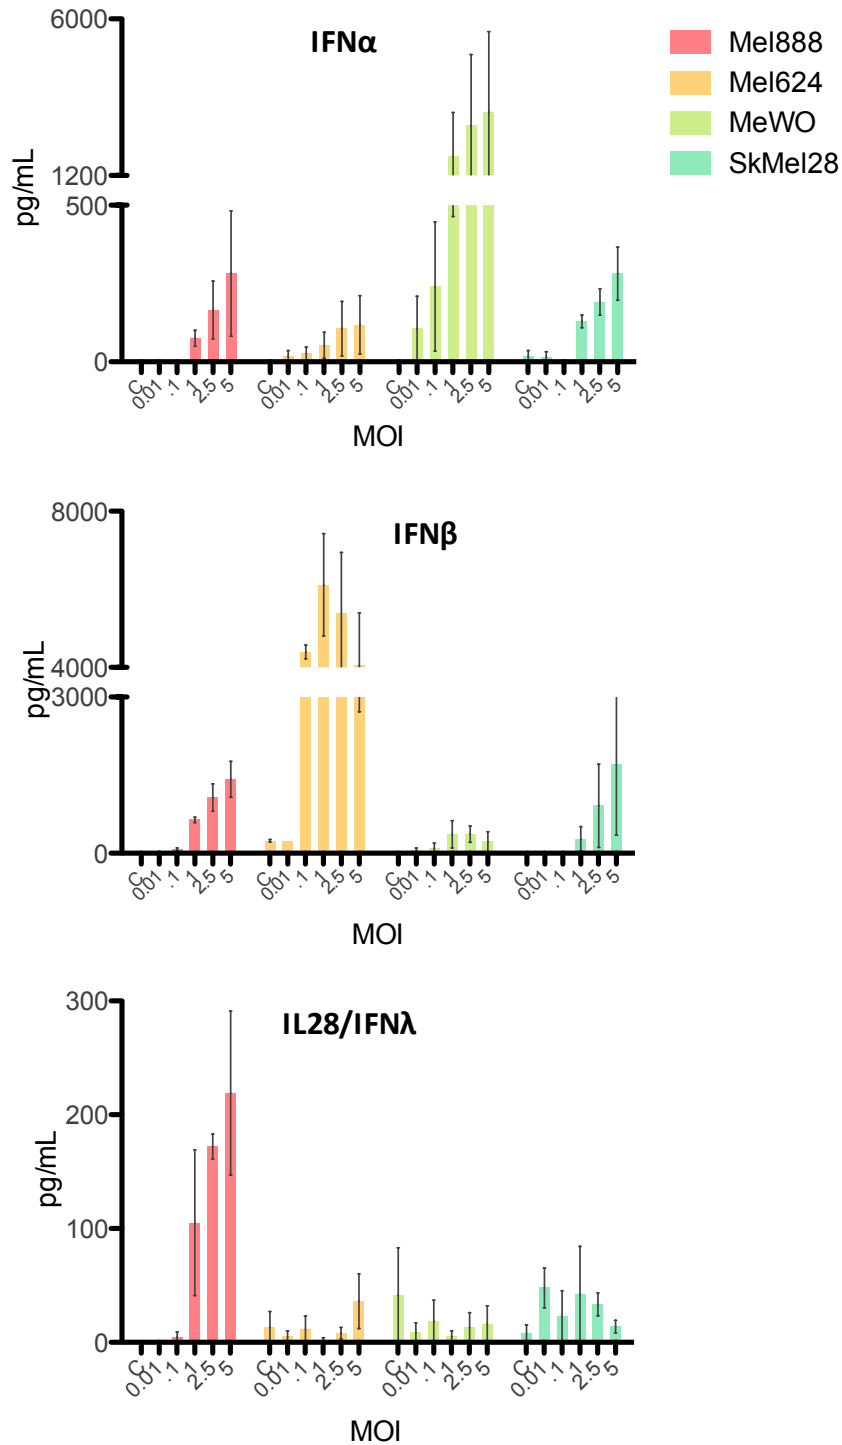 IFNα
6000
1200
500
0
pg/mL
C 0.01 .1 1 2.5 5 C 0.01 .1 1 2.5 5 C 0.01 .1 1 2.5 5 C 0.01 .1 1 2.5 5
MOI
Mel888
Mel624
MeWO
SkMel28
IFNβ
8000
4000
3000
0
pg/mL
C 0.01 .1 1 2.5 5 C 0.01 .1 1 2.5 5 C 0.01 .1 1 2.5 5 C 0.01 .1 1 2.5 5
MOI
IL28/IFNλ
300
200
100
0
pg/mL
C 0.01 .1 1 2.5 5 C 0.01 .1 1 2.5 5 C 0.01 .1 1 2.5 5 C 0.01 .1 1 2.5 5
MOI